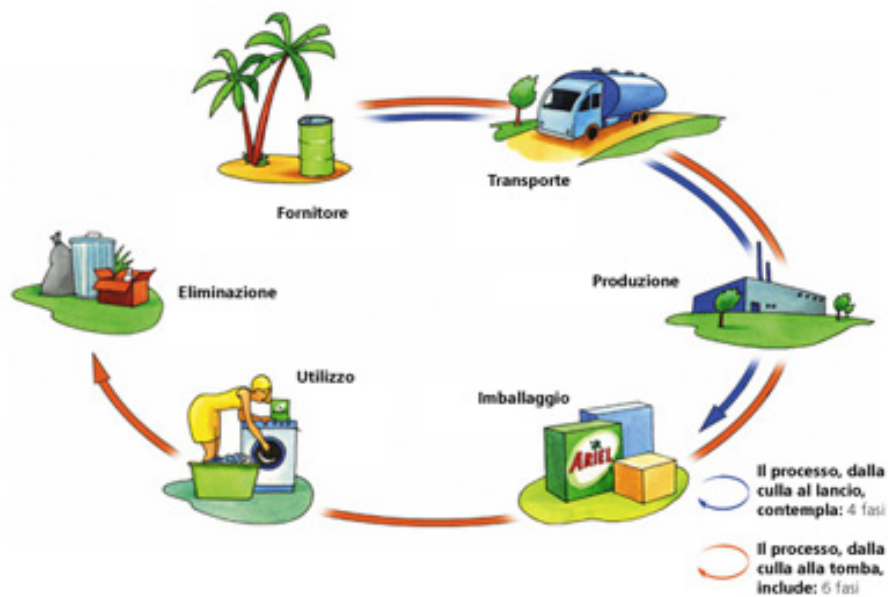 Transporte
Fornitore
Produzione
Eliminazione
Utilizzo
Imballaggio
ARIEL
Il processo, dalla
culla al lancio,
contempla: 4 fasi
Il processo, dalla
culla alla tomba,
include: 6 fasi